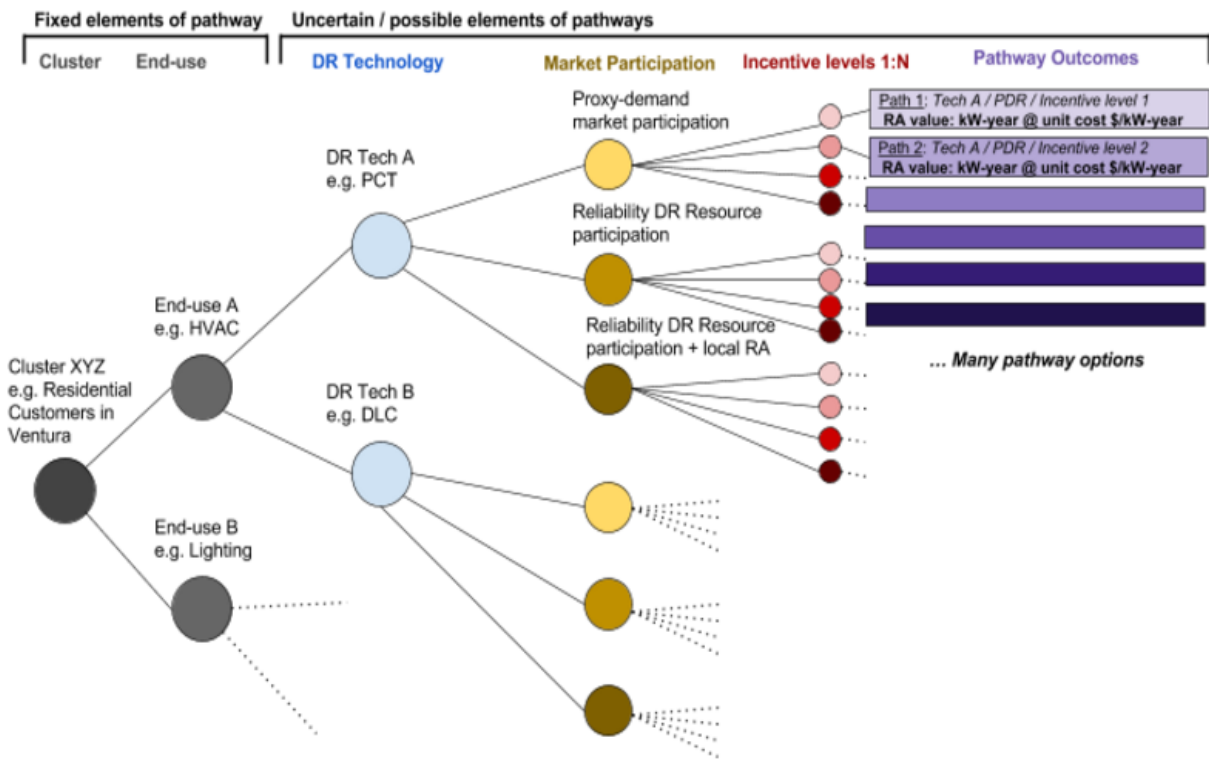 Fixed elements of pathway
Uncertain / possible elements of pathways
Cluster
End-use
DR Technology
Market Participation
Incentive levels 1:N
Pathway Outcomes
Proxy-demand
market participation
Path 1: Tech A / PDR / Incentive level 1
RA value: kW-year @ unit cost $/kW-year
DR Tech A
e.g. PCT
Path 2: Tech A / PDR / Incentive level 2
RA value: kW-year @ unit cost $/kW-year
Reliability DR Resource
participation
End-use A
e.g. HVAC
Reliability DR Resource
participation + local RA
... Many pathway options
Cluster XYZ
e.g. Residential
Customers in
Ventura
DR Tech B
e.g. DLC
End-use B
e.g. Lighting